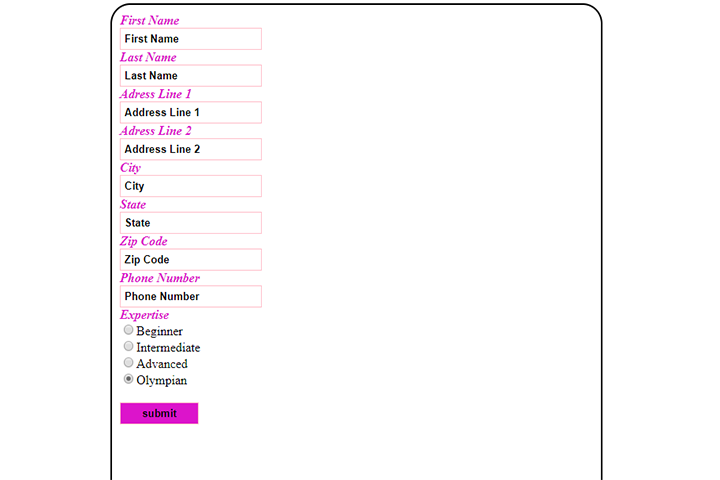 First Name
First Name
Last Name
Last Name
Adress Line 1
Address Line 1
Adress Line 2
Address Line 2
City
City
State
State
Zip Code
Zip Code
Phone Number
Phone Number
Expertise
Beginner
Intermediate
Advanced
Olympian
submit